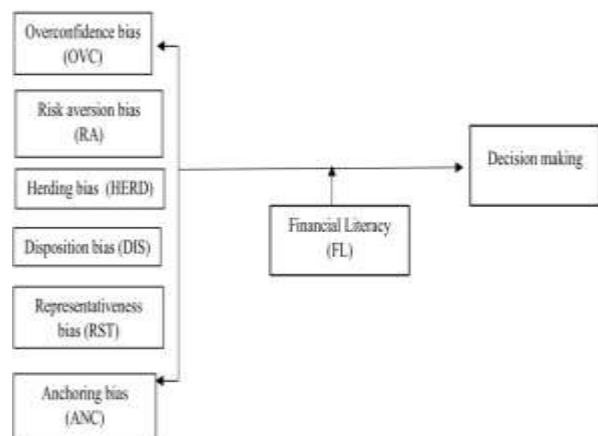 Overconfidence bias
(OVC)
Risk aversion bias
(RA)
Herding bias (HERD)
Disposition bias (DIS)
Representativeness
bias (RST)
Anchoring bias
(ANC)
Financial Literacy
(FL)
Decision making